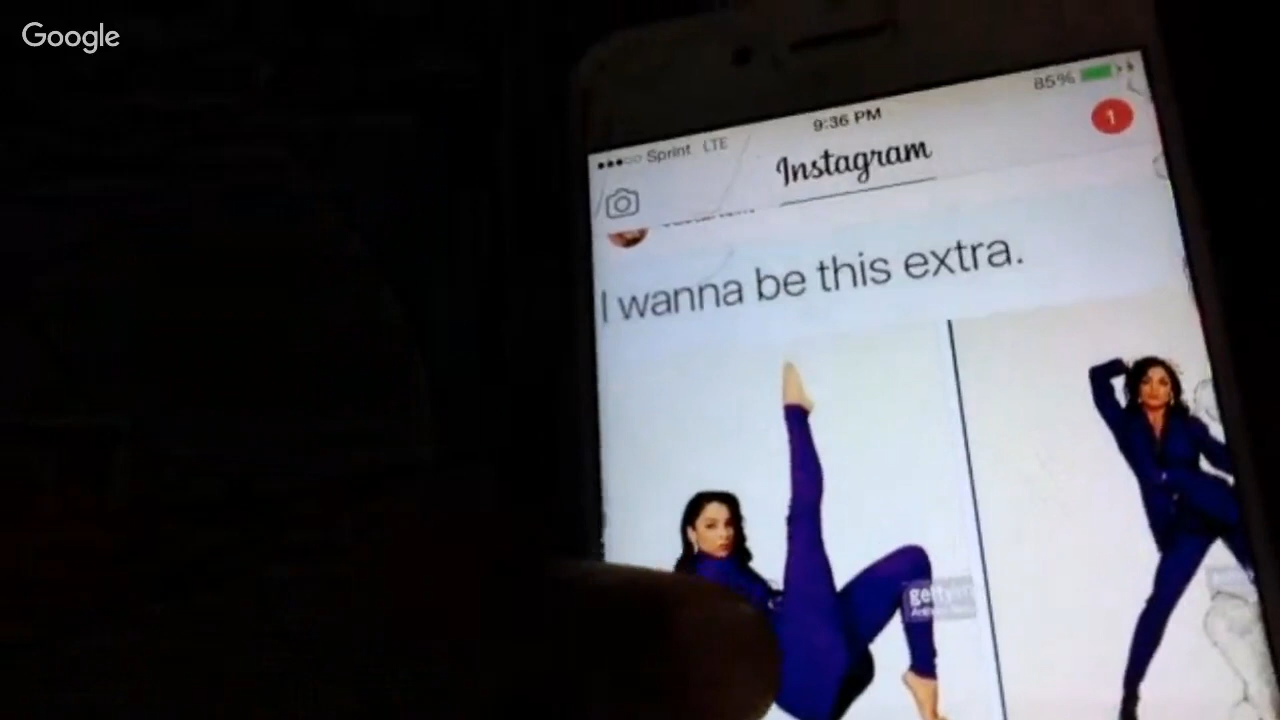 Google
85%
9:36 PM
Sprint LTE
1
Instagram
I wanna be this extra.
getty